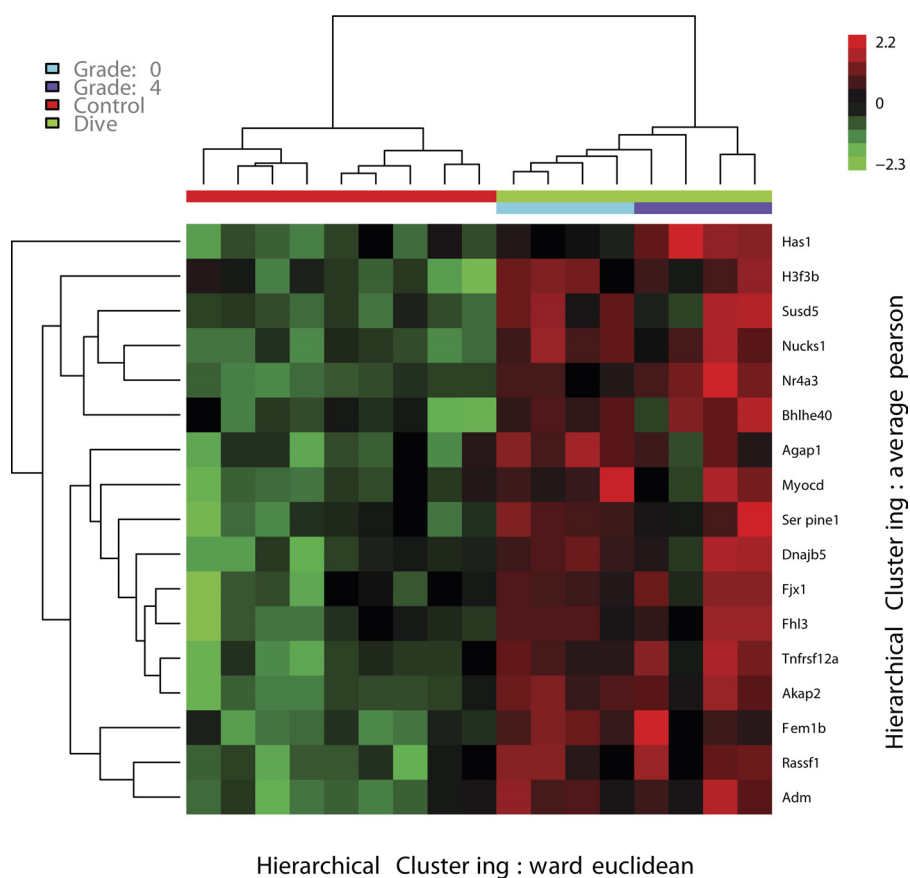 Grade: 0
Grade: 4
Control
Dive
2.2
0
−2.3
Has1
H3f3b
Susd5
Nucks1
Nr4a3
Bhlhe40
Agap1
Myocd
Ser pine1
Dnajb5
Fjx1
Fhl3
Tnfrsf12a
Akap2
Fem1b
Rassf1
Adm
Hierarchical Cluster ing : average pearson
Hierarchical Cluster ing : ward euclidean